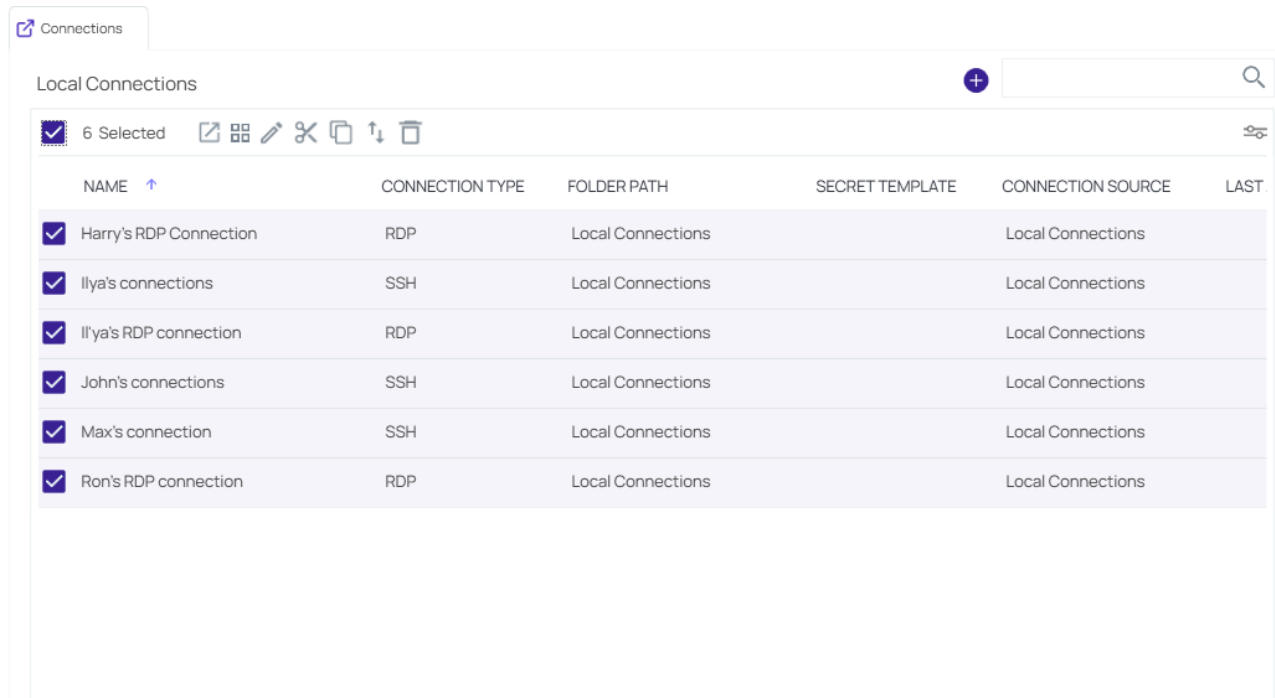 Connections
Local Connections
6 Selected
NAME CONNECTION TYPE FOLDER PATH SECRET TEMPLATE CONNECTION SOURCE LAST
Harry's RDP Connection RDP Local Connections Local Connections
Ilya's connections SSH Local Connections Local Connections
Il'ya's RDP connection RDP Local Connections Local Connections
John's connections SSH Local Connections Local Connections
Max's connection SSH Local Connections Local Connections
Ron's RDP connection RDP Local Connections Local Connections